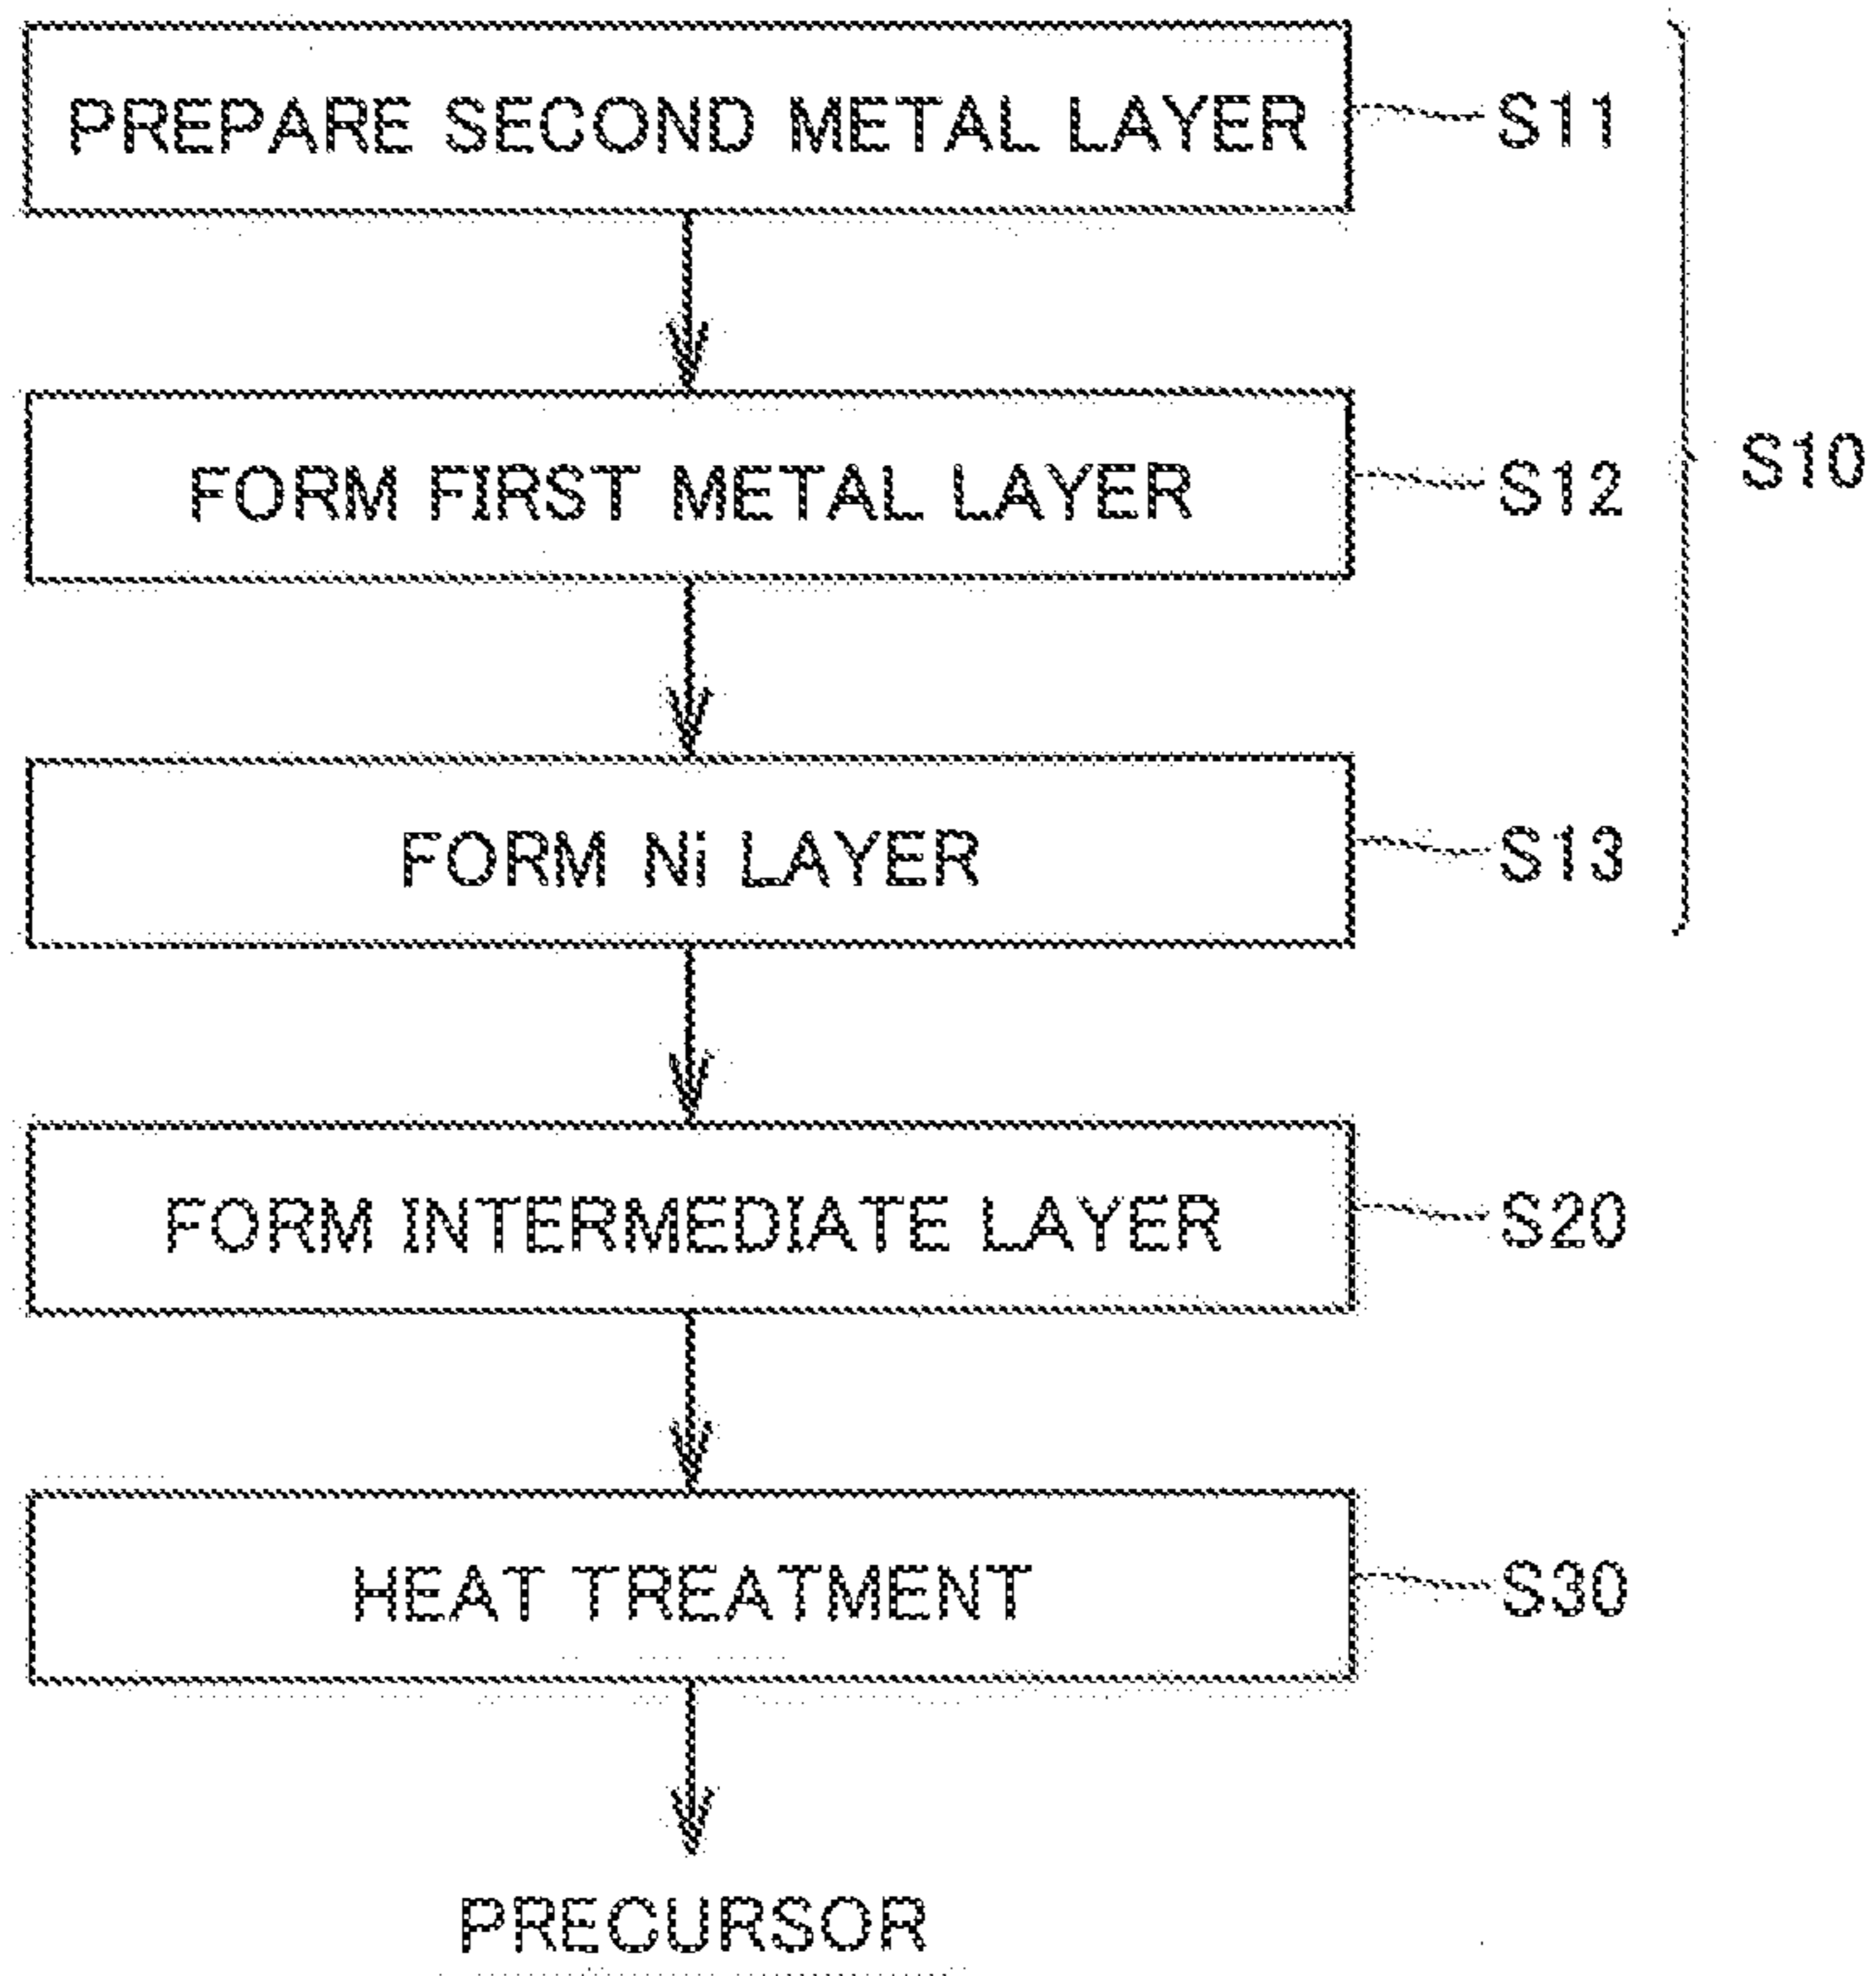 PREPARE SECOND METAL LAYER S11
FORM FIRST METAL LAYER S12
S10
FORM Ni LAYER S13
FORM INTERMEDIATE LAYER S20
HEAT TREATMENT S30
PRECURSOR